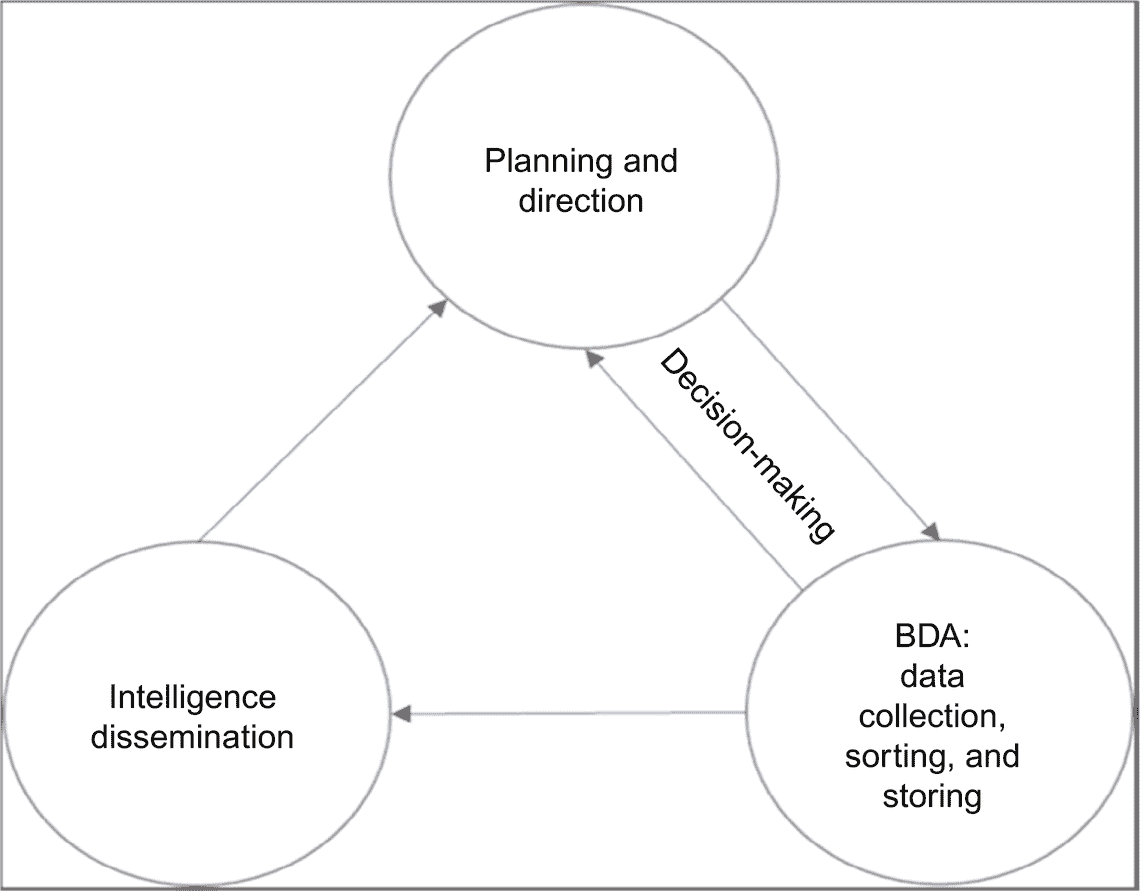 Planning and
direction
Decision-making
Intelligence
dissemination
BDA:
data
collection,
sorting, and
storing